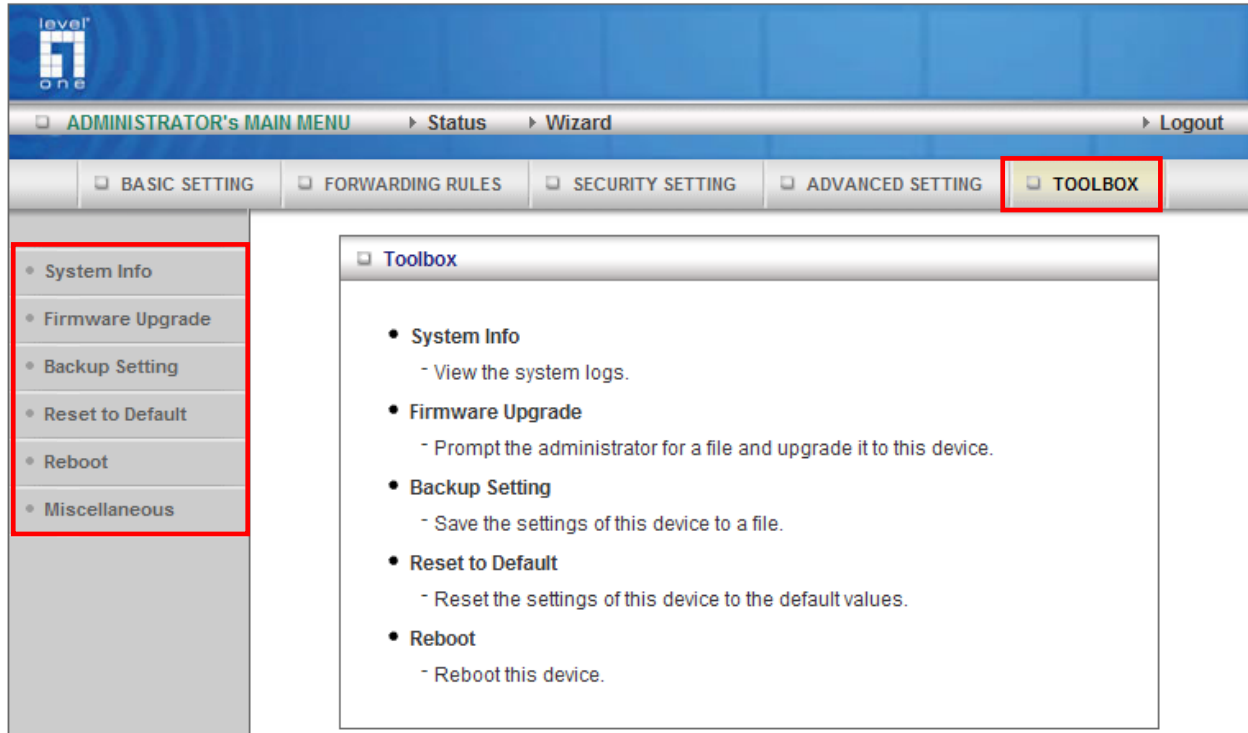 level
one
ADMINISTRATOR's MAIN MENU Status Wizard Logout
BASIC SETTING FORWARDING RULES SECURITY SETTING ADVANCED SETTING TOOLBOX
System Info
Firmware Upgrade
Backup Setting
Reset to Default
Reboot
Miscellaneous
Toolbox
• System Info
- View the system logs.
• Firmware Upgrade
- Prompt the administrator for a file and upgrade it to this device.
• Backup Setting
- Save the settings of this device to a file.
• Reset to Default
- Reset the settings of this device to the default values.
• Reboot
- Reboot this device.